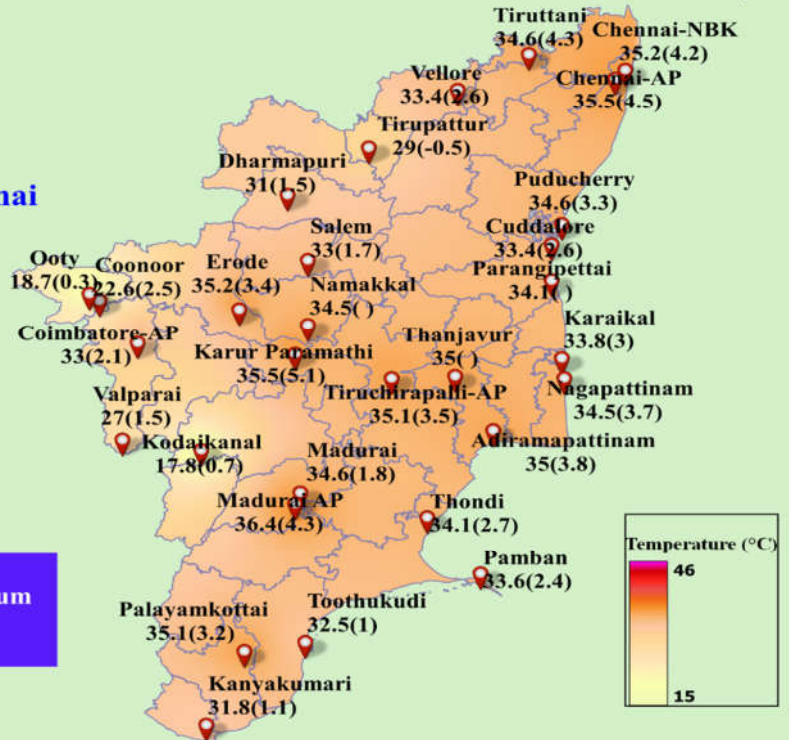 Tiruttani
34.6(4.3)
Chennai-NBK
35.2(4.2)
Vellore
33.4(2.6)
Chennai-AP
35.5(4.5)
Tirupattur
29(-0.5)
Dharmapuri
31(1.5)
nai
Puducherry
34.6(3.3)
Salem
33(1.7)
Cuddalore
33.4(2.6)
Ooty
18.7(0.3)
Coonoor
22.6(2.5)
Erode
35.2(3.4)
Namakkal
34.5( )
Parangipettai
34.1( )
Karaikal
33.8(3)
Coimbatore-AP
33(2.1)
Karur Paramathi
35.5(5.1)
Thanjavur
35( )
Tiruchirapalli-AP
35.1(3.5)
Nagapattinam
34.5(3.7)
Valparai
27(1.5)
Kodaikanal
17.8(0.7)
Adiramapattinam
35(3.8)
Madurai
34.6(1.8)
Madurai AP
36.4(4.3)
Thondi
34.1(2.7)
Pamban
33.6(2.4)
um
Palayamkottai
35.1(3.2)
Toothukudi
32.5(1)
Kanyakumari
31.8(1.1)
Temperature (°C)
46
15